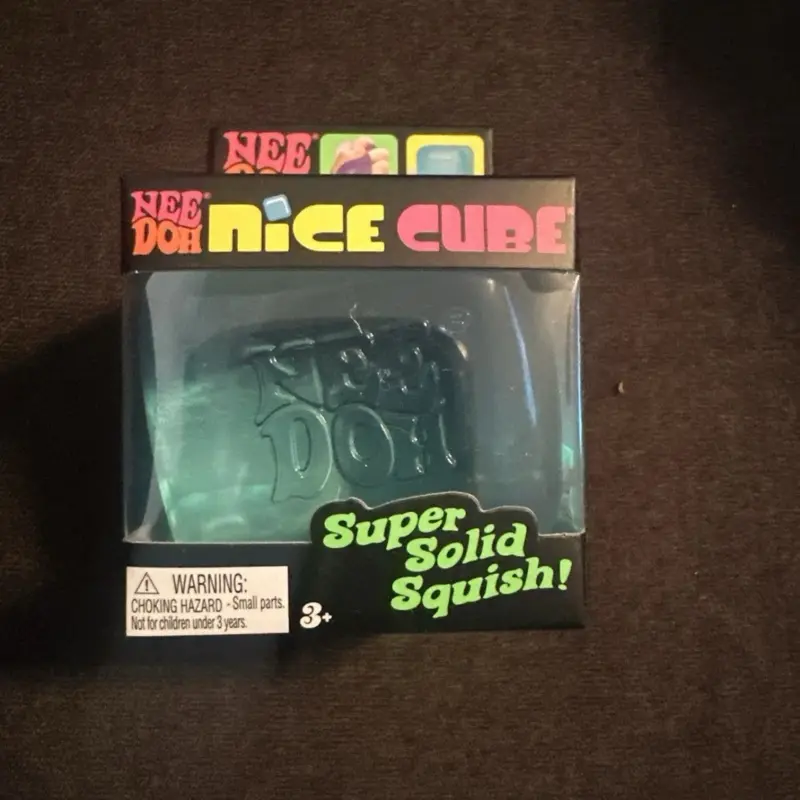 NEE
NEE DOH NICE CUBE
NEE
DOH
Super
Solid
Squish!
WARNING:
CHOKING HAZARD - Small parts.
Not for children under 3 years.
3+